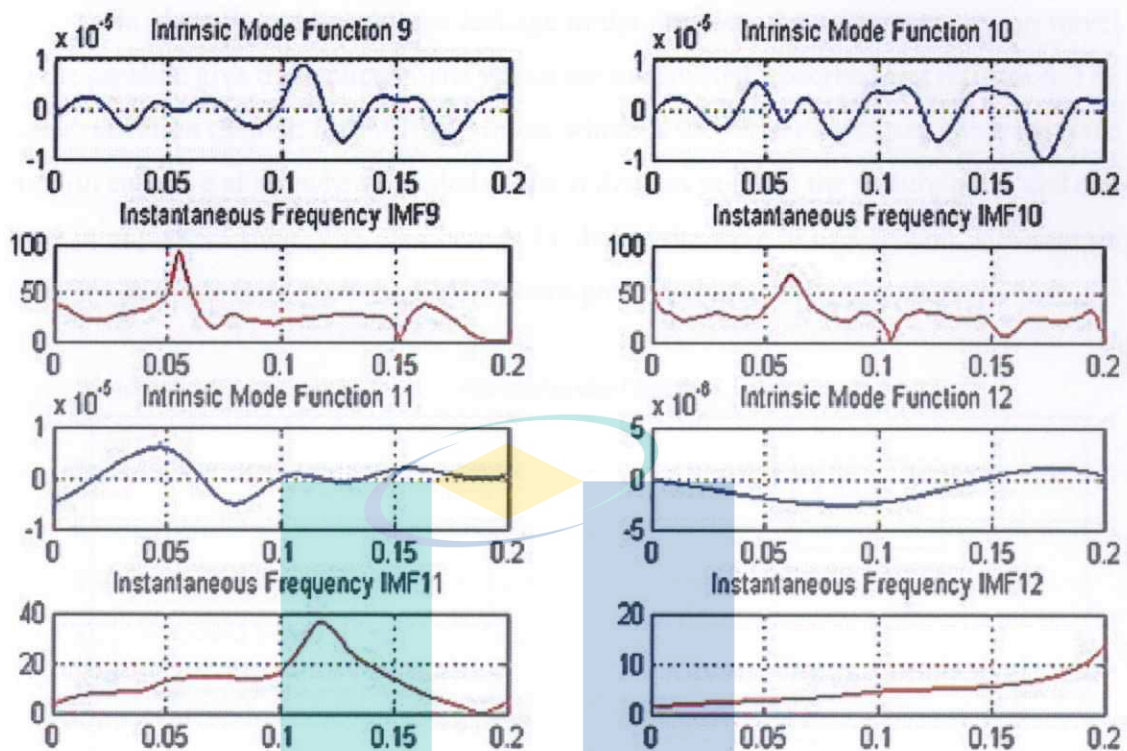 x 10
Intrinsic Mode Function 9
1
0
-1
0 0.05 0.1 0.15 0.2
x 10
Intrinsic Mode Function 10
1
0
-1
0 0.05 0.1 0.15 0.2
Instantaneous Frequency IMF9
100
50
0
0 0.05 0.1 0.15 0.2
Instantaneous Frequency IMF10
100
50
0
0 0.05 0.1 0.15 0.2
x 10
Intrinsic Mode Function 11
1
0
-1
0 0.05 0.1 0.15 0.2
x 10
Intrinsic Mode Function 12
5
0
-5
0 0.05 0.1 0.15 0.2
Instantaneous Frequency IMF11
40
20
0
0 0.05 0.1 0.15 0.2
Instantaneous Frequency IMF12
20
10
0
0 0.05 0.1 0.15 0.2